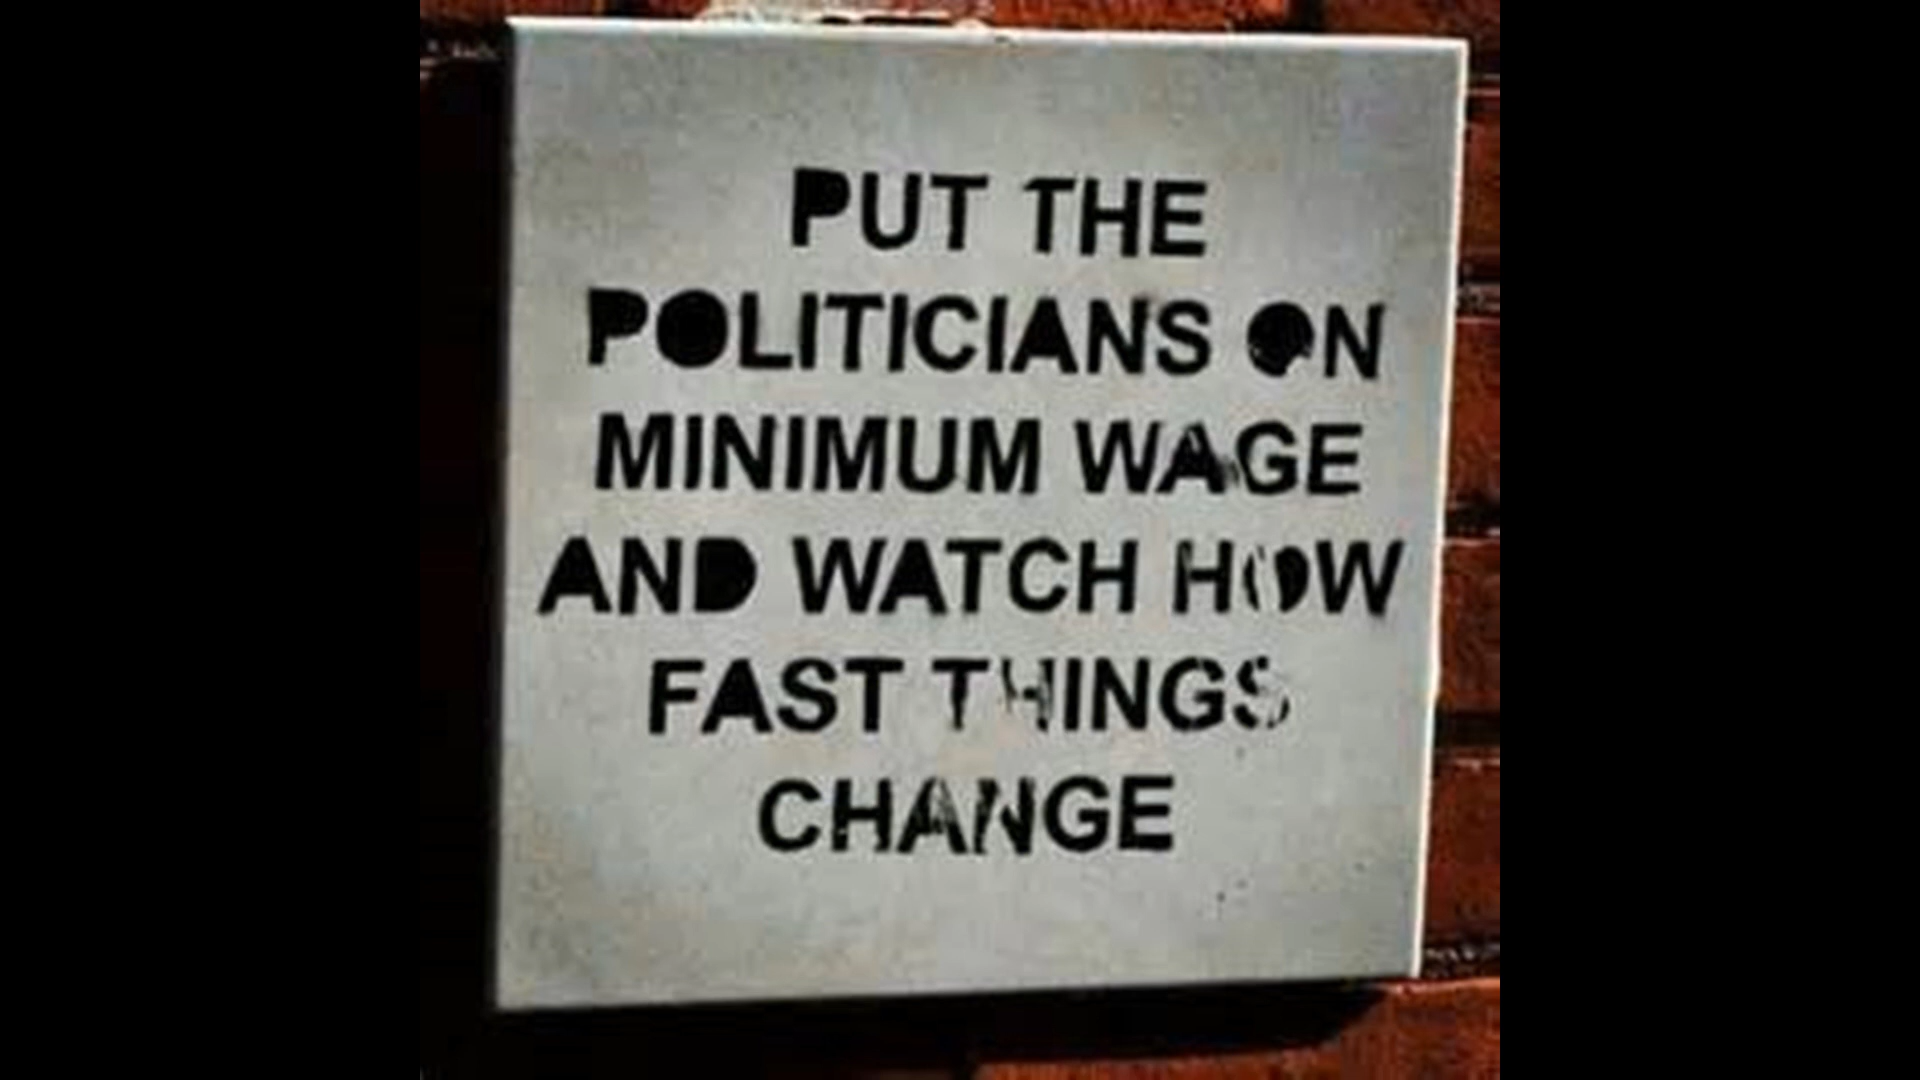 PUT THE
POLITICIANS ON
MINIMUM WAGE
AND WATCH HOW
FAST THINGS
CHANGE